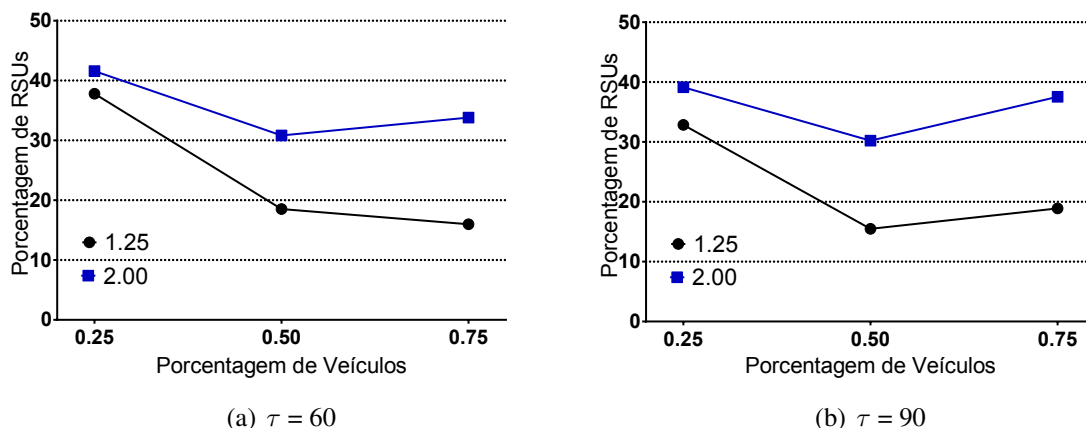 50
40
30
20
10
0
Porcentagem de RSUs
1.25
2.00
0.25 0.50 0.75
Porcentagem de Veículos
(a) τ = 60
50
40
30
20
10
0
Porcentagem de RSUs
1.25
2.00
0.25 0.50 0.75
Porcentagem de Veículos
(b) τ = 90